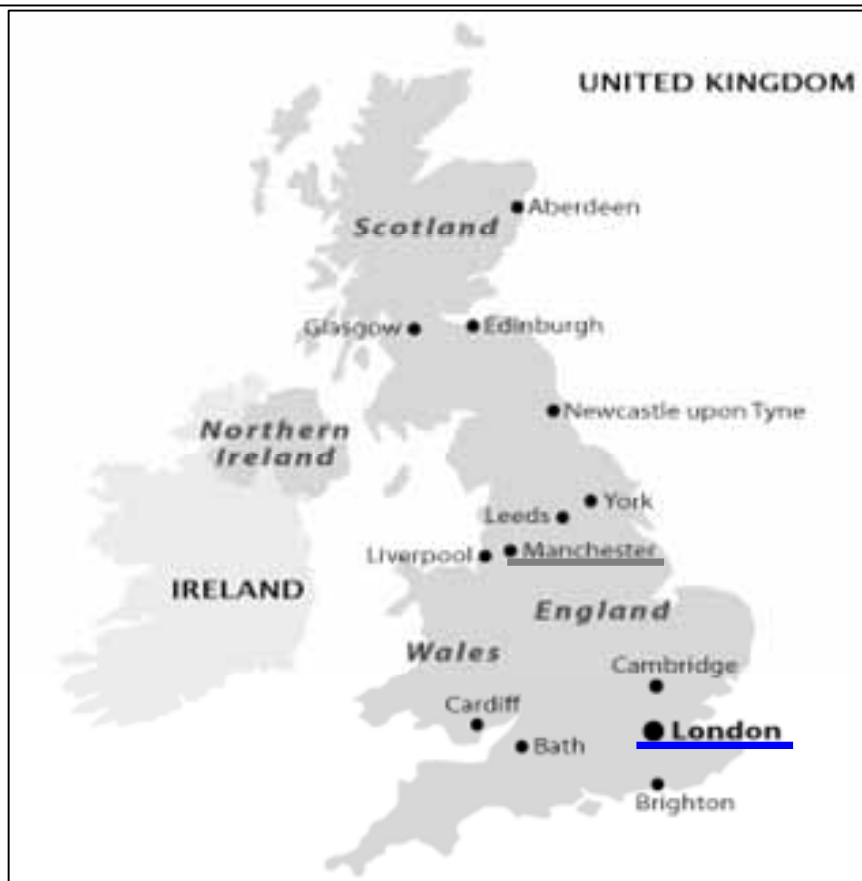 UNITED KINGDOM
Aberdeen
Scotland
Glasgow
Edinburgh
Newcastle upon Tyne
Northern
Ireland
York
Leeds
Manchester
Liverpool
IRELAND
England
Wales
Cambridge
Cardiff
London
Bath
Brighton